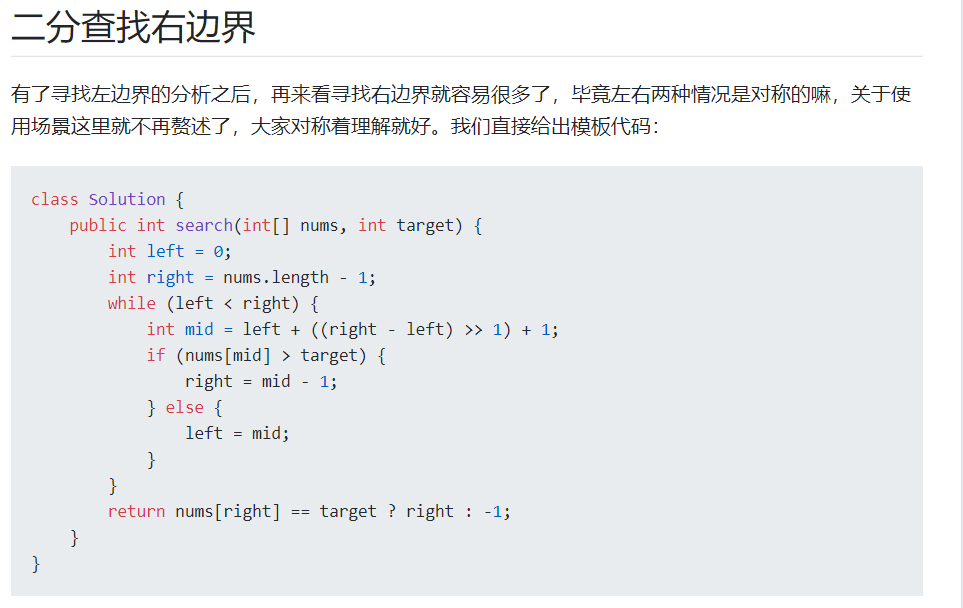 二分查找右边界
有了寻找左边界的分析之后，再来看寻找右边界就容易很多了，毕竟左右两种情况是对称的嘛，关于使
用场景这里就不再赘述了，大家对称着理解就好。我们直接给出模板代码：
class Solution {
    public int search(int[] nums, int target) {
        int left = 0;
        int right = nums.length - 1;
        while (left < right) {
            int mid = left + ((right - left) >> 1) + 1;
            if (nums[mid] > target) {
                right = mid - 1;
            } else {
                left = mid;
            }
        }
        return nums[right] == target ? right : -1;
    }
}